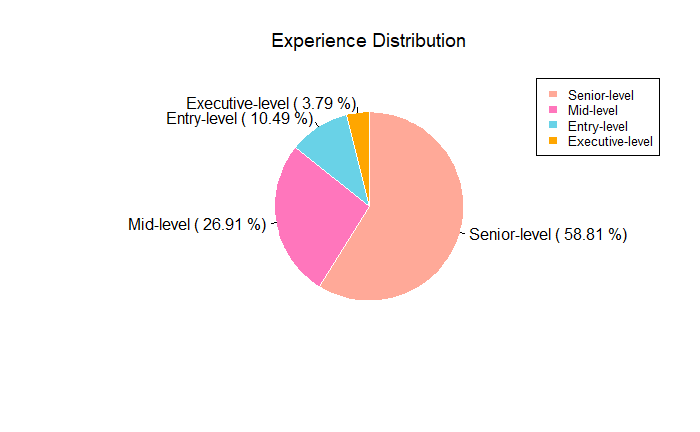 Experience Distribution
Executive-level ( 3.79 %)
Entry-level ( 10.49 %)
Mid-level ( 26.91 %)
Senior-level ( 58.81 %)
Senior-level
Mid-level
Entry-level
Executive-level